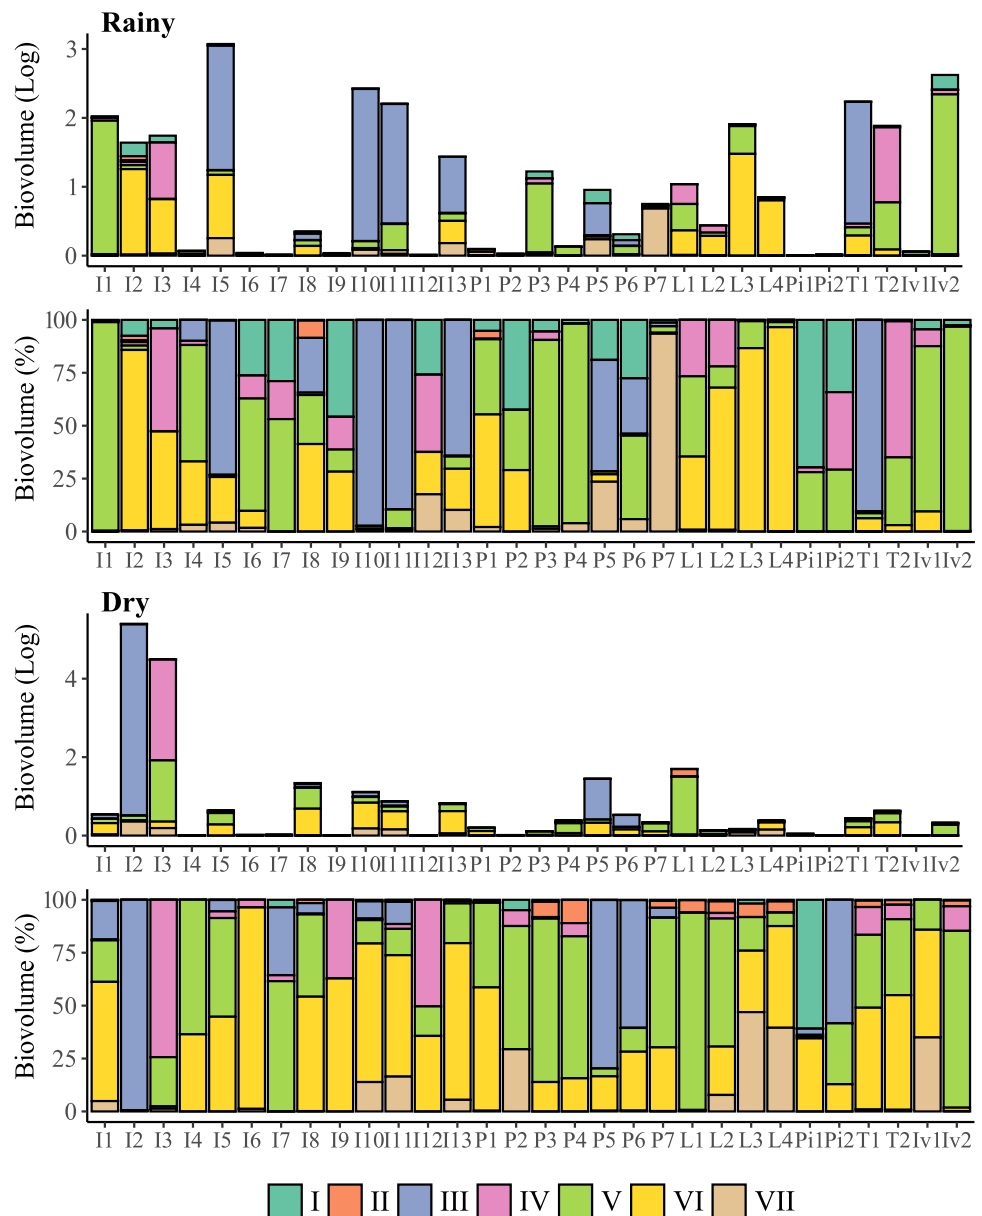 Rainy
Biovolume (Log)
3
2
1
0
I1 I2 I3 I4 I5 I6 I7 I8 I9 I10 I11 I12 I13 P1 P2 P3 P4 P5 P6 P7 L1 L2 L3 L4 Pi1 Pi2 T1 T2 Iv1 Iv2
Biovolume (%)
100
75
50
25
0
I1 I2 I3 I4 I5 I6 I7 I8 I9 I10 I11 I12 I13 P1 P2 P3 P4 P5 P6 P7 L1 L2 L3 L4 Pi1 Pi2 T1 T2 Iv1 Iv2
Dry
Biovolume (Log)
4
2
0
I1 I2 I3 I4 I5 I6 I7 I8 I9 I10 I11 I12 I13 P1 P2 P3 P4 P5 P6 P7 L1 L2 L3 L4 Pi1 Pi2 T1 T2 Iv1 Iv2
Biovolume (%)
100
75
50
25
0
I1 I2 I3 I4 I5 I6 I7 I8 I9 I10 I11 I12 I13 P1 P2 P3 P4 P5 P6 P7 L1 L2 L3 L4 Pi1 Pi2 T1 T2 Iv1 Iv2
I II III IV V VI VII